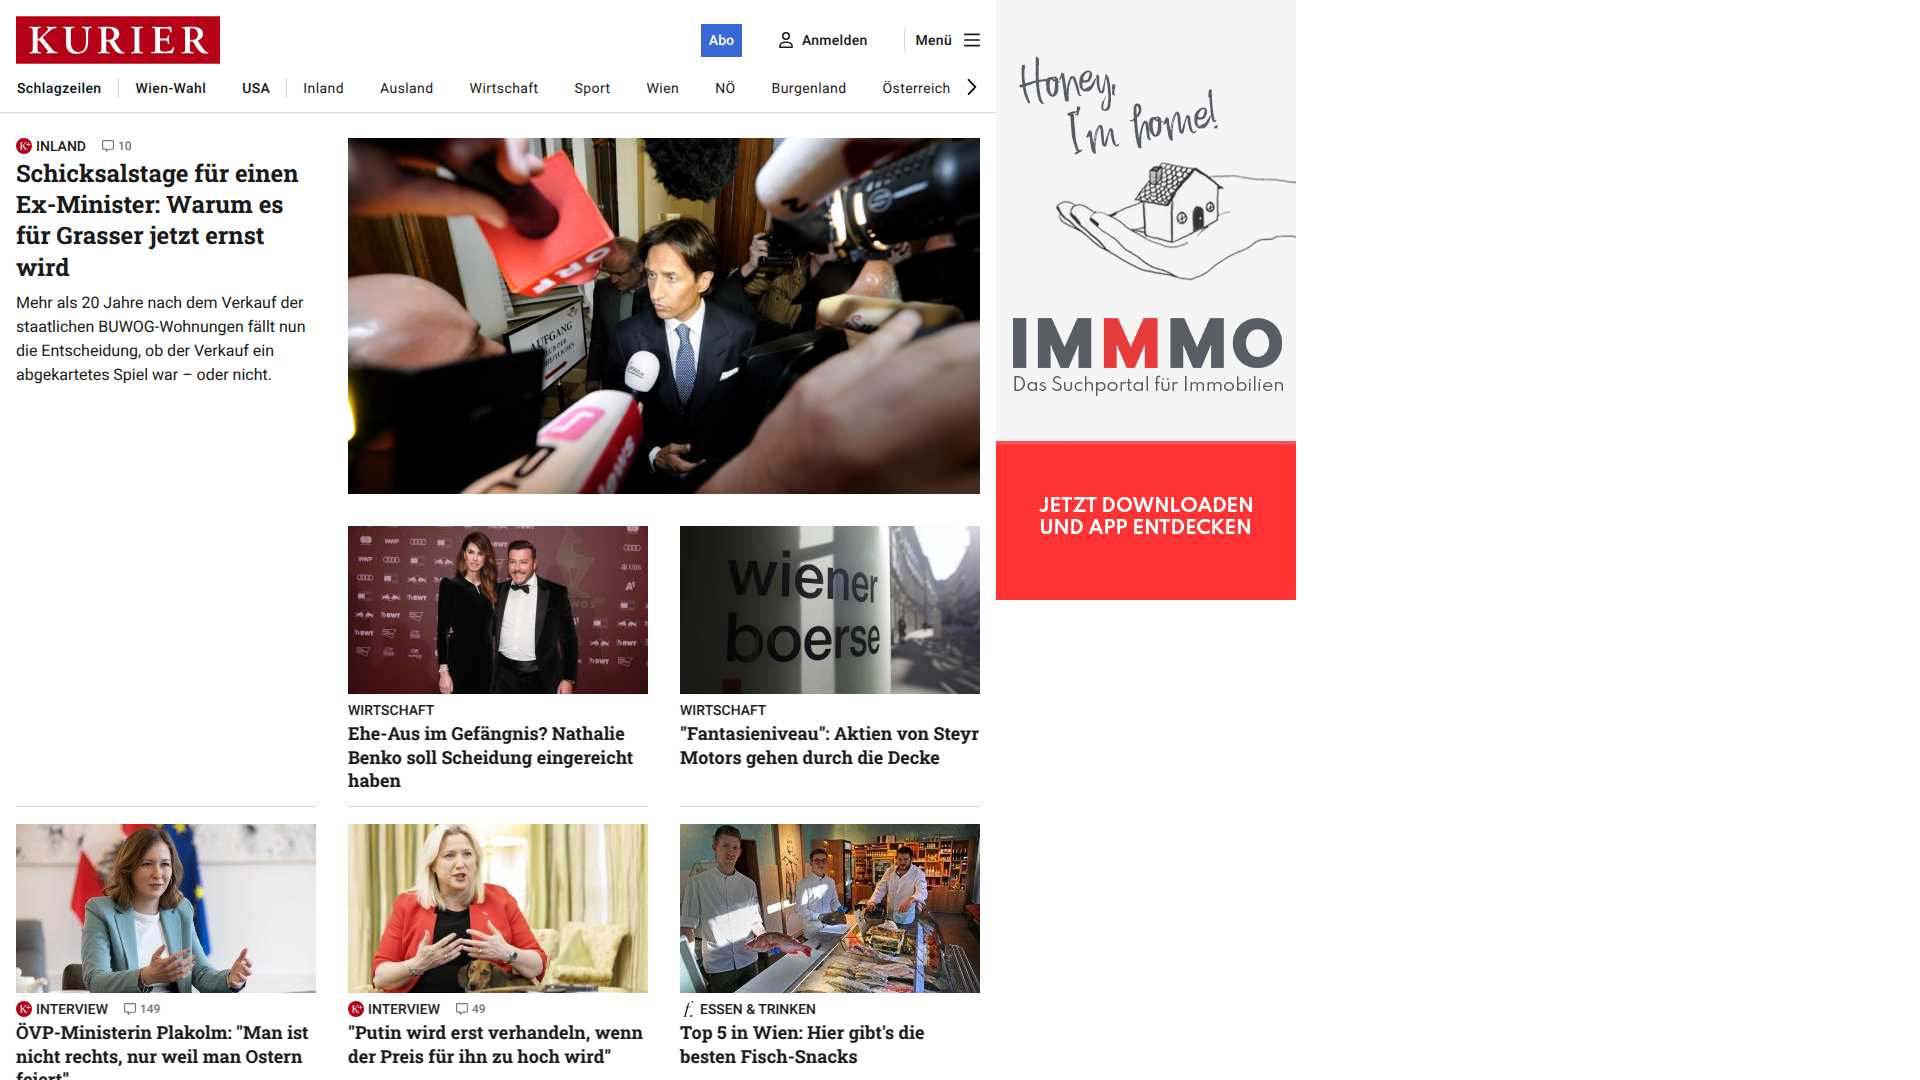 KURIER
Abo
Anmelden
Menü
Schlagzeilen
Wien-Wahl
USA
Inland
Ausland
Wirtschaft
Sport
Wien
NÖ
Burgenland
Österreich
K+ INLAND 10
Schicksalstage für einen
Ex-Minister: Warum es
für Grasser jetzt ernst
wird
Mehr als 20 Jahre nach dem Verkauf der
staatlichen BUWOG-Wohnungen fällt nun
die Entscheidung, ob der Verkauf ein
abgekartetes Spiel war – oder nicht.
ORF
AUFGANG
news
wiener
boerse
WIRTSCHAFT
Ehe-Aus im Gefängnis? Nathalie
Benko soll Scheidung eingereicht
haben
WIRTSCHAFT
"Fantasieniveau": Aktien von Steyr
Motors gehen durch die Decke
K+ INTERVIEW 149
ÖVP-Ministerin Plakolm: "Man ist
nicht rechts, nur weil man Ostern
feiert"
K+ INTERVIEW 49
"Putin wird erst verhandeln, wenn
der Preis für ihn zu hoch wird"
f. ESSEN & TRINKEN
Top 5 in Wien: Hier gibt's die
besten Fisch-Snacks
Honey,
I'm home!
IMMMO
Das Suchportal für Immobilien
JETZT DOWNLOADEN
UND APP ENTDECKEN